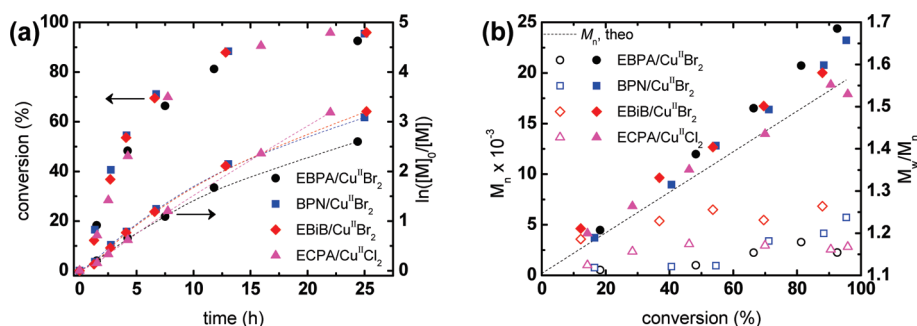 (a)
conversion (%)
100
80
60
40
20
0
0
5
10
15
20
25
time (h)
5
4
3
2
1
0
ln([M]₀/[M])
EBPA/CuᴵᴵBr₂
BPN/CuᴵᴵBr₂
EBiB/CuᴵᴵBr₂
ECPA/CuᴵᴵCl₂
(b)
Mₙ x 10⁻³
25
20
15
10
5
0
0
20
40
60
80
100
conversion (%)
1.7
1.6
1.5
1.4
1.3
1.2
1.1
M_w/Mₙ
Mₙ, theo
EBPA/CuᴵᴵBr₂
BPN/CuᴵᴵBr₂
EBiB/CuᴵᴵBr₂
ECPA/CuᴵᴵCl₂